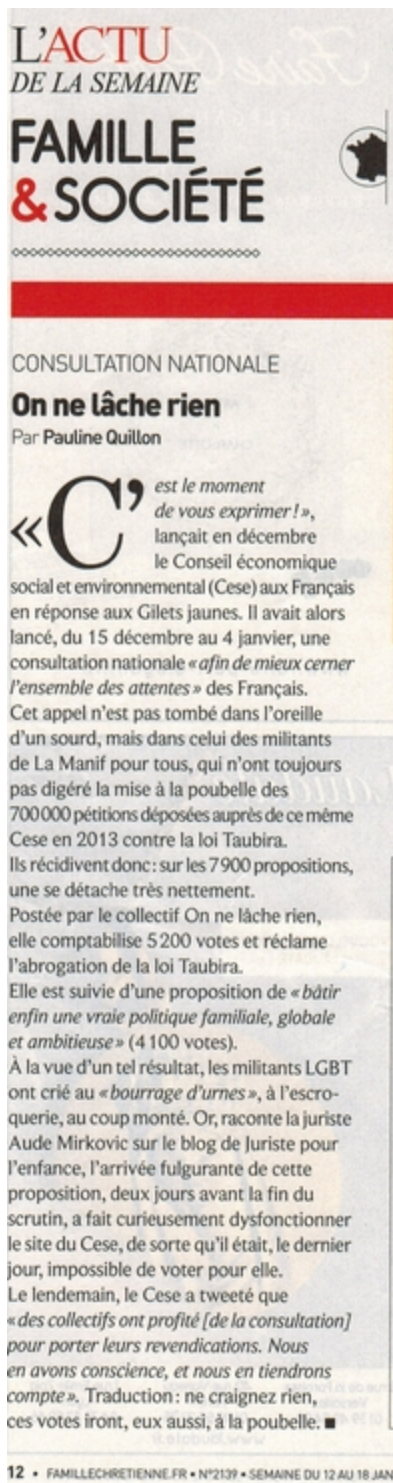 L'ACTU
DE LA SEMAINE
FAMILLE
& SOCIÉTÉ
CONSULTATION NATIONALE
On ne lâche rien
Par Pauline Quillon
« C'est le moment
de vous exprimer ! »,
lançait en décembre
le Conseil économique
social et environnemental (Cese) aux Français
en réponse aux Gilets jaunes. Il avait alors
lancé, du 15 décembre au 4 janvier, une
consultation nationale « afin de mieux cerner
l'ensemble des attentes » des Français.
Cet appel n'est pas tombé dans l'oreille
d'un sourd, mais dans celui des militants
de La Manif pour tous, qui n'ont toujours
pas digéré la mise à la poubelle des
700 000 pétitions déposées auprès de ce même
Cese en 2013 contre la loi Taubira.
Ils récidivent donc : sur les 7 900 propositions,
une se détache très nettement.
Postée par le collectif On ne lâche rien,
elle comptabilise 5 200 votes et réclame
l'abrogation de la loi Taubira.
Elle est suivie d'une proposition de « bâtir
enfin une vraie politique familiale, globale
et ambitieuse » (4 100 votes).
À la vue d'un tel résultat, les militants LGBT
ont crié au « bourrage d'urnes », à l'escro-
querie, au coup monté. Or, raconte la juriste
Aude Mirkovic sur le blog de Juriste pour
l'enfance, l'arrivée fulgurante de cette
proposition, deux jours avant la fin du
scrutin, a fait curieusement dysfonctionner
le site du Cese, de sorte qu'il était, le dernier
jour, impossible de voter pour elle.
Le lendemain, le Cese a tweeté que
« des collectifs ont profité [de la consultation]
pour porter leurs revendications. Nous
en avons conscience, et nous en tiendrons
compte ». Traduction : ne craignez rien,
ces votes iront, eux aussi, à la poubelle. ■
12 • FAMILLECHRETIENNE.FR • N°2139 • SEMAINE DU 12 AU 18 JAN